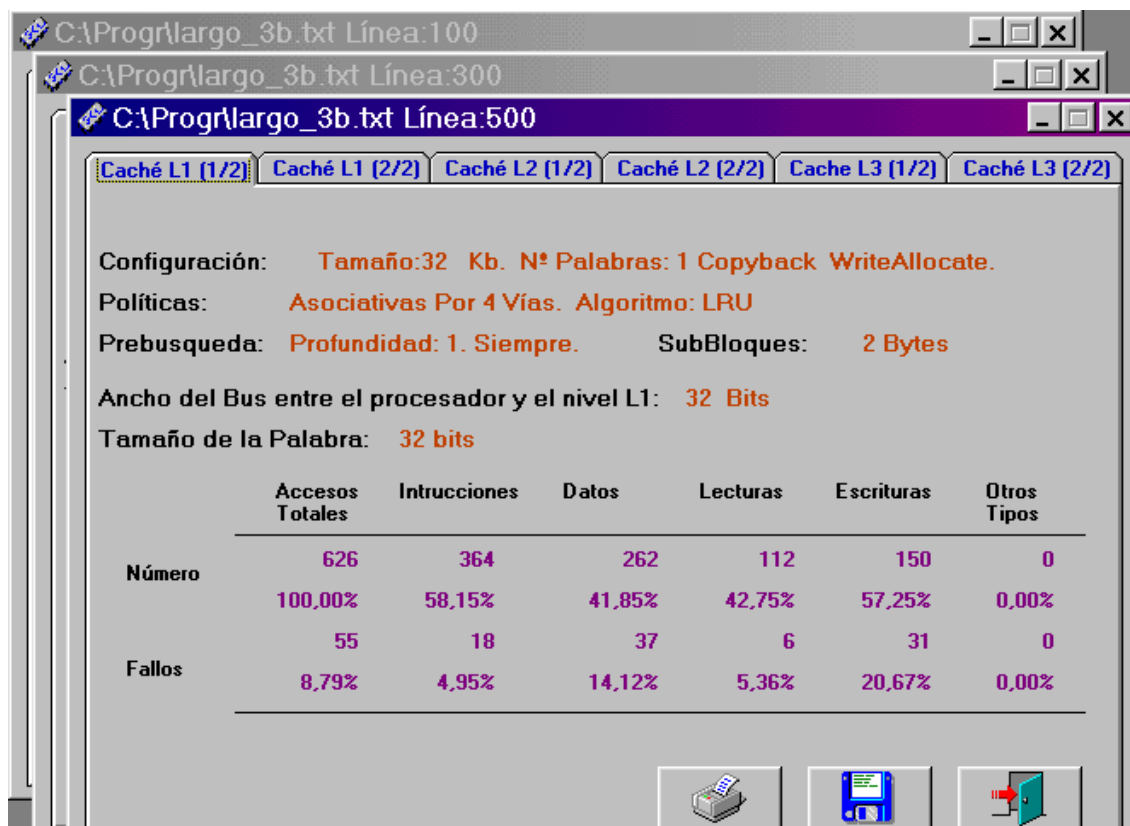 C:\Progr\largo_3b.txt Línea:100
C:\Progr\largo_3b.txt Línea:300
C:\Progr\largo_3b.txt Línea:500
Caché L1 (1/2) Caché L1 (2/2) Caché L2 (1/2) Caché L2 (2/2) Cache L3 (1/2) Caché L3 (2/2)
Configuración: Tamaño:32 Kb. Nº Palabras: 1 Copyback WriteAllocate.
Políticas: Asociativas Por 4 Vías. Algoritmo: LRU
Prebusqueda: Profundidad: 1. Siempre. SubBloques: 2 Bytes
Ancho del Bus entre el procesador y el nivel L1: 32 Bits
Tamaño de la Palabra: 32 bits
Accesos Intrucciones Datos Lecturas Escrituras Otros
Totales Tipos
Número 626 364 262 112 150 0
100,00% 58,15% 41,85% 42,75% 57,25% 0,00%
Fallos 55 18 37 6 31 0
8,79% 4,95% 14,12% 5,36% 20,67% 0,00%